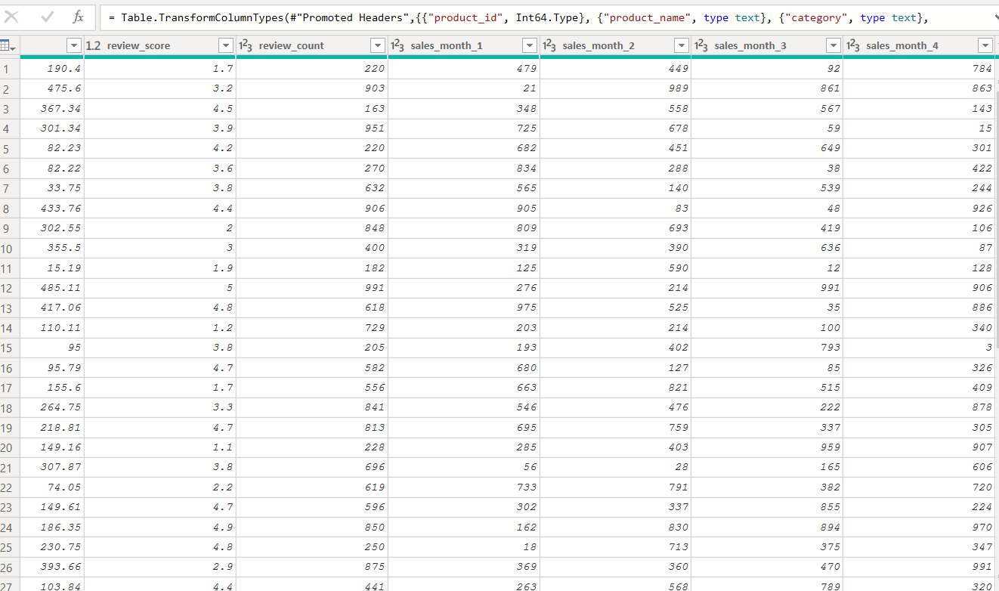 fx = Table.TransformColumnTypes(#"Promoted Headers",{{"product_id", Int64.Type}, {"product_name", type text}, {"category", type text},
1.2 review_score 1²3 review_count 1²3 sales_month_1 1²3 sales_month_2 1²3 sales_month_3 1²3 sales_month_4
1 190.4 1.7 220 479 449 92 784
2 475.6 3.2 903 21 989 861 863
3 367.34 4.5 163 348 558 567 143
4 301.34 3.9 951 725 678 59 15
5 82.23 4.2 220 682 451 649 301
6 82.22 3.6 270 834 288 38 422
7 33.75 3.8 632 565 140 539 244
8 433.76 4.4 906 905 83 48 926
9 302.55 2 848 809 693 419 106
10 355.5 3 400 319 390 636 87
11 15.19 1.9 182 125 590 12 128
12 485.11 5 991 276 214 991 906
13 417.06 4.8 618 975 525 35 886
14 110.11 1.2 729 203 214 100 340
15 95 3.8 205 193 402 793 3
16 95.79 4.7 582 680 127 85 326
17 155.6 1.7 556 663 821 515 409
18 264.75 3.3 841 546 476 222 878
19 218.81 4.7 813 695 759 337 305
20 149.16 1.1 228 285 403 959 907
21 307.87 3.8 696 56 28 165 606
22 74.05 2.2 619 733 791 382 720
23 149.61 4.7 596 302 337 855 224
24 186.35 4.9 850 162 830 894 970
25 230.75 4.8 250 18 713 375 347
26 393.66 2.9 875 369 360 470 991
27 103.84 4.4 441 263 568 789 320